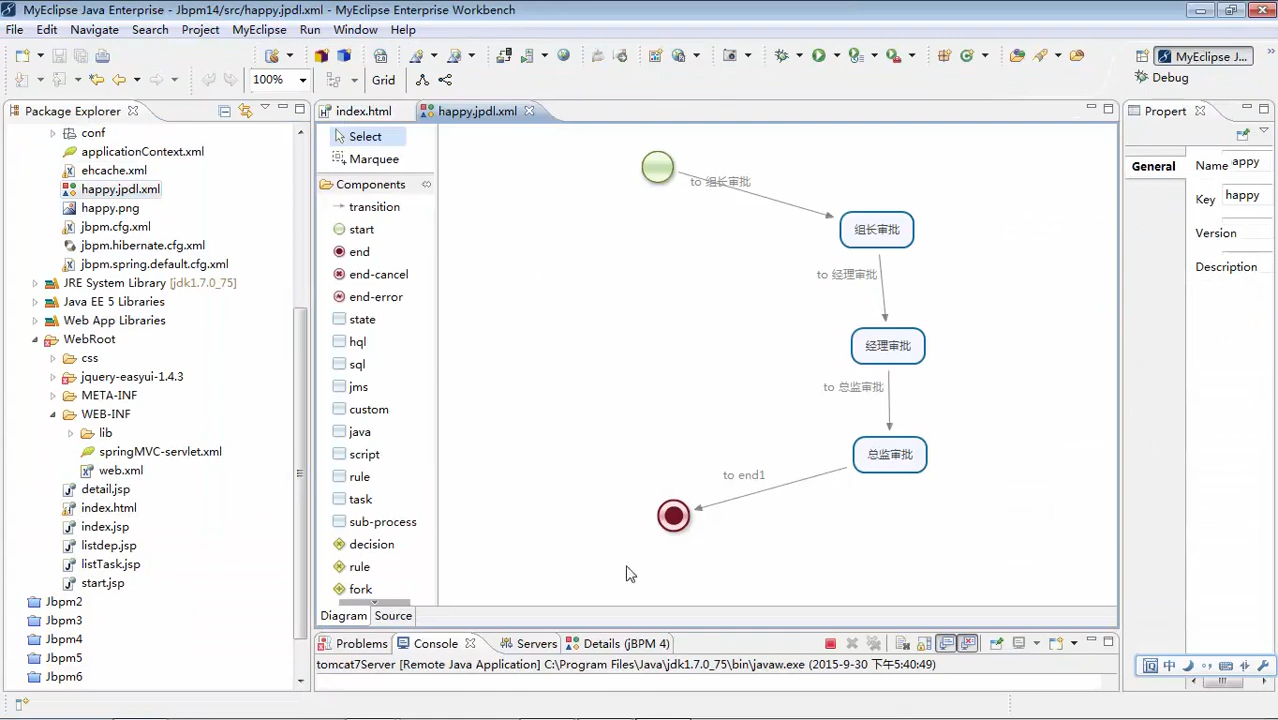 MyEclipse Java Enterprise - Jbpm14/src/happy.jpdl.xml - MyEclipse Enterprise Workbench
File Edit Navigate Search Project MyEclipse Run Window Help
MyEclipse J...
100% Grid
Debug
Package Explorer
conf
applicationContext.xml
ehcache.xml
happy.jpdl.xml
happy.png
jbpm.cfg.xml
jbpm.hibernate.cfg.xml
jbpm.spring.default.cfg.xml
JRE System Library [jdk1.7.0_75]
Java EE 5 Libraries
Web App Libraries
WebRoot
css
jquery-easyui-1.4.3
META-INF
WEB-INF
lib
springMVC-servlet.xml
web.xml
detail.jsp
index.html
index.jsp
listdep.jsp
listTask.jsp
start.jsp
Jbpm2
Jbpm3
Jbpm4
Jbpm5
Jbpm6
index.html happy.jpdl.xml
Select
Marquee
Components
transition
start
end
end-cancel
end-error
state
hql
sql
jms
custom
java
script
rule
task
sub-process
decision
rule
fork
to 组长审批
组长审批
to 经理审批
经理审批
to 总监审批
总监审批
to end1
Diagram Source
Propert
General
Name appy
Key happy
Version
Description
Problems Console Servers Details (jBPM 4)
tomcat7Server [Remote Java Application] C:\Program Files\Java\jdk1.7.0_75\bin\javaw.exe (2015-9-30 下午5:40:49)
中